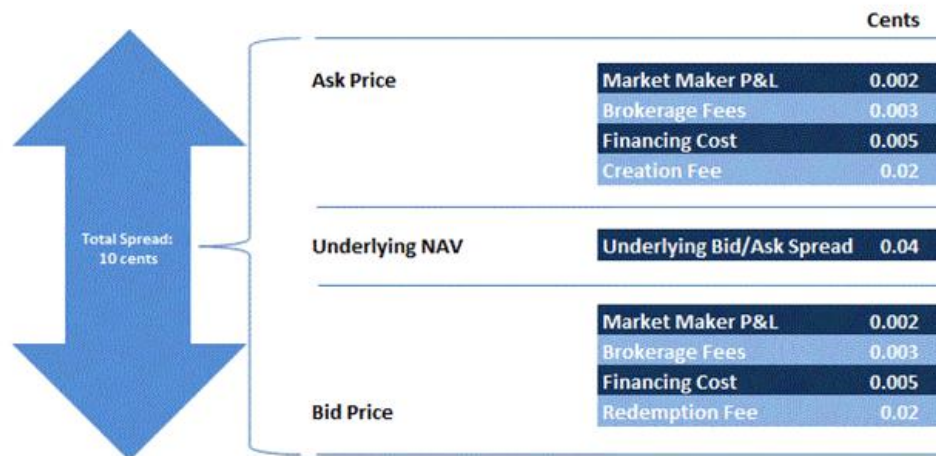 Cents
Ask Price
Market Maker P&L 0.002
Brokerage Fees 0.003
Financing Cost 0.005
Creation Fee 0.02
Total Spread:
10 cents
Underlying NAV
Underlying Bid/Ask Spread 0.04
Market Maker P&L 0.002
Brokerage Fees 0.003
Financing Cost 0.005
Bid Price
Redemption Fee 0.02